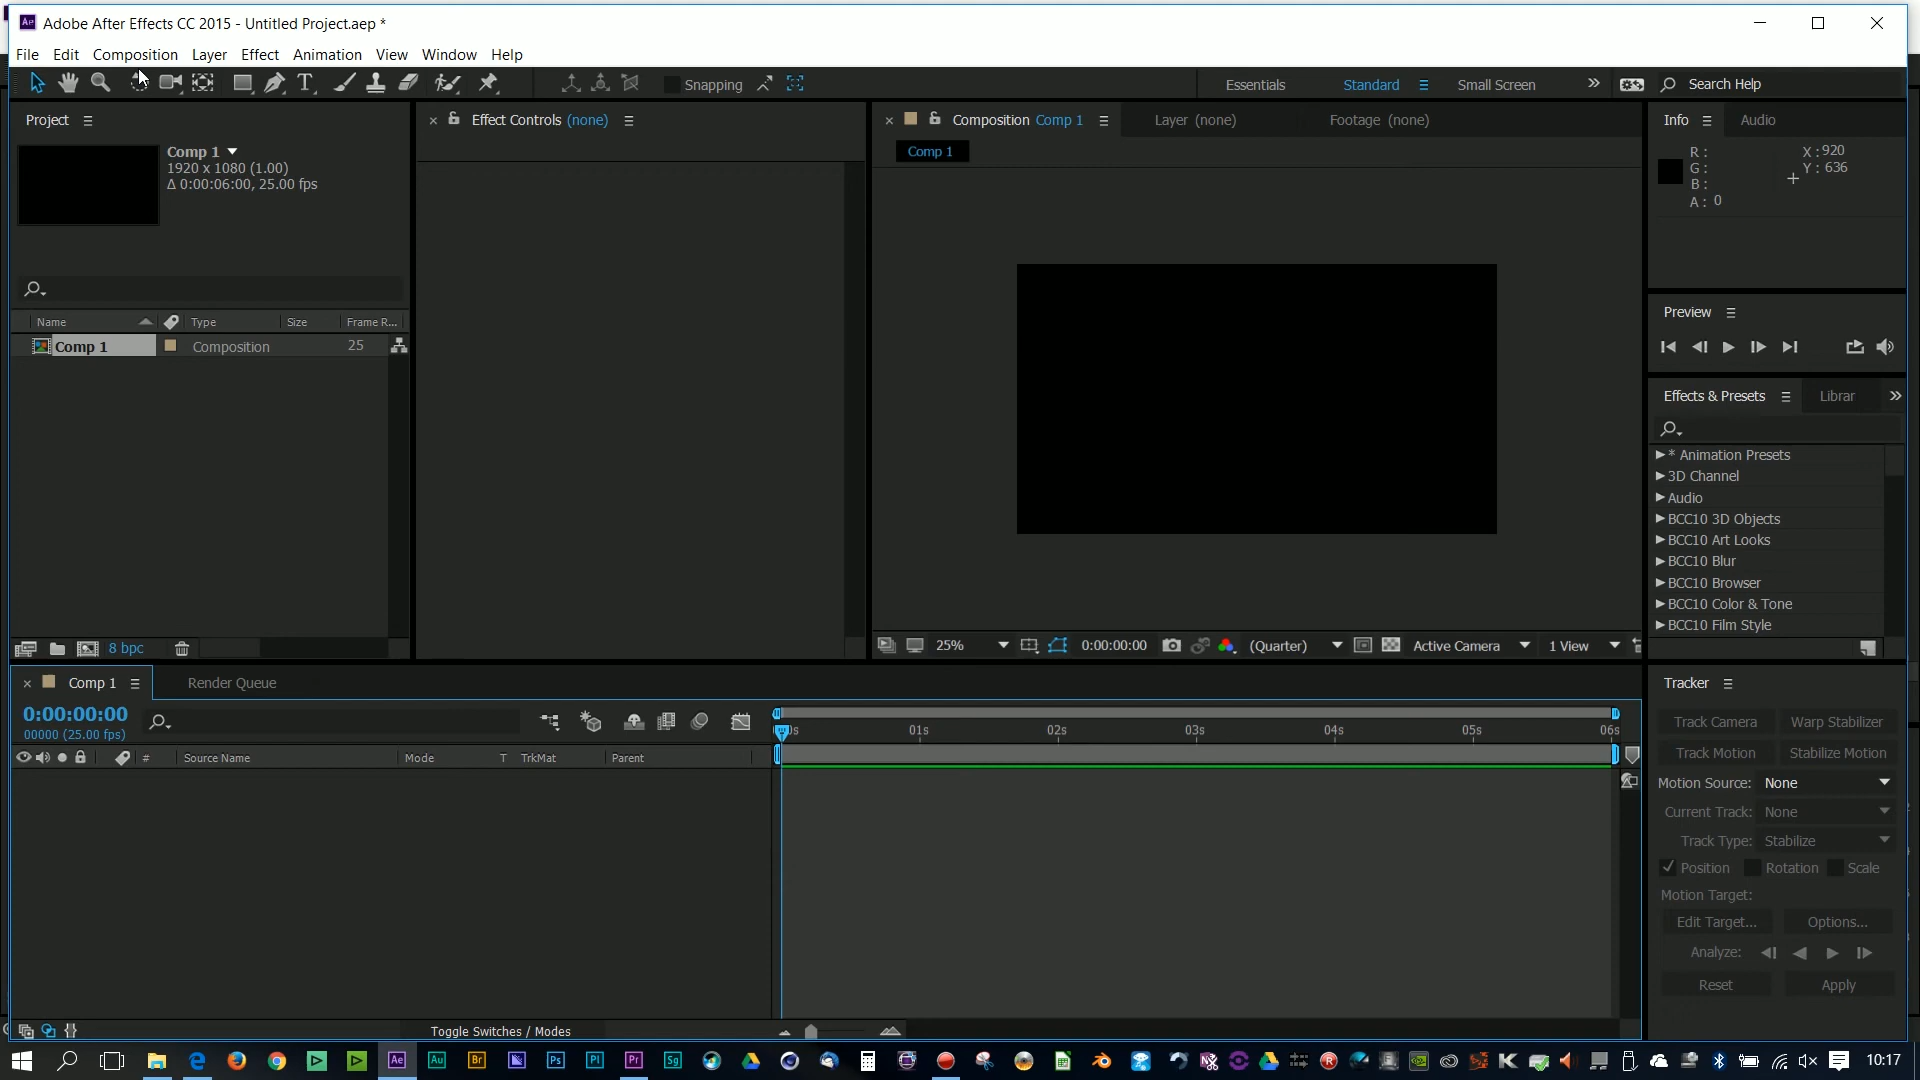 Adobe After Effects CC 2015 - Untitled Project.aep *
File Edit Composition Layer Effect Animation View Window Help
Snapping Essentials Standard Small Screen Search Help
Project
Effect Controls (none)
Composition Comp 1
Layer (none)
Footage (none)
Info
Audio
Comp 1
1920 x 1080 (1.00)
Δ 0:00:06:00, 25.00 fps
Comp 1
R :
G :
B :
A : 0
X : 920
Y : 636
Name Type Size Frame R...
Comp 1 Composition 25
Preview
Effects & Presets Librar
* Animation Presets
3D Channel
Audio
BCC10 3D Objects
BCC10 Art Looks
BCC10 Blur
BCC10 Browser
BCC10 Color & Tone
BCC10 Film Style
8 bpc
25% 0:00:00:00 (Quarter) Active Camera 1 View
Comp 1 Render Queue
0:00:00:00
00000 (25.00 fps)
01s 02s 03s 04s 05s 06s
# Source Name Mode T TrkMat Parent
Toggle Switches / Modes
Tracker
Track Camera Warp Stabilizer
Track Motion Stabilize Motion
Motion Source: None
Current Track: None
Track Type: Stabilize
Position Rotation Scale
Motion Target:
Edit Target... Options...
Analyze:
Reset Apply
Ae Au Br Ps Pl Pr Sg 10:17